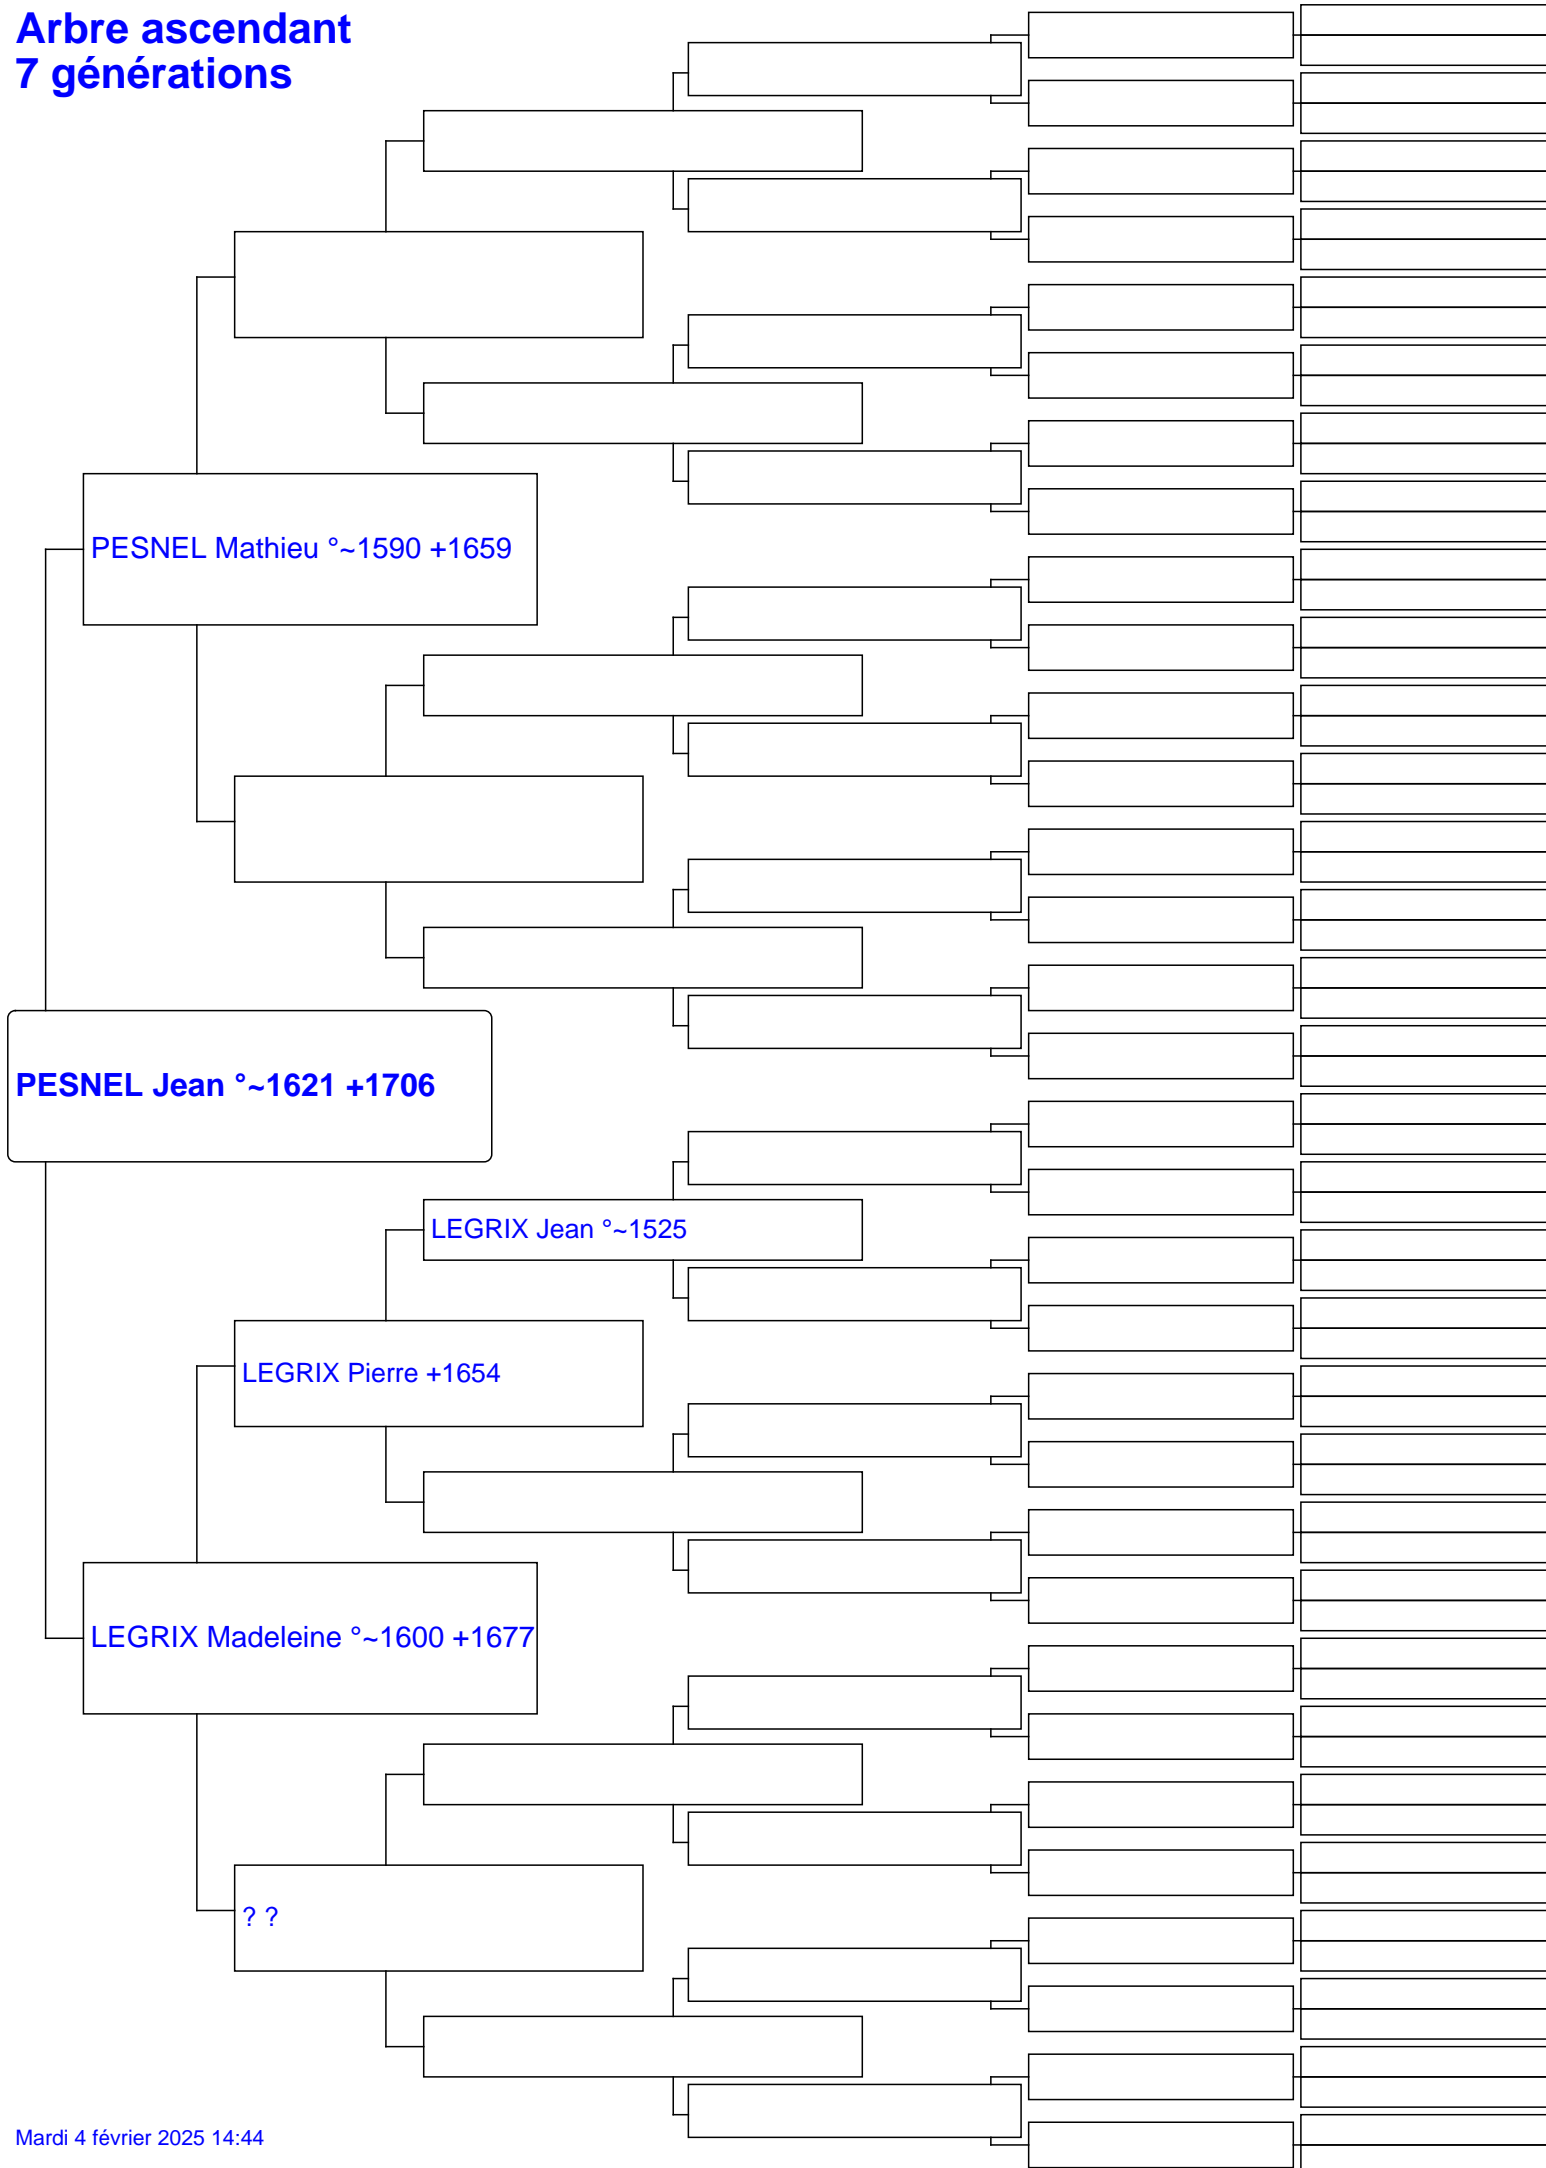 Arbre ascendant
7 générations
PESNEL Mathieu °~1590 +1659
PESNEL Jean °~1621 +1706
LEGRIX Jean °~1525
LEGRIX Pierre +1654
LEGRIX Madeleine °~1600 +1677
? ?
Mardi 4 février 2025 14:44